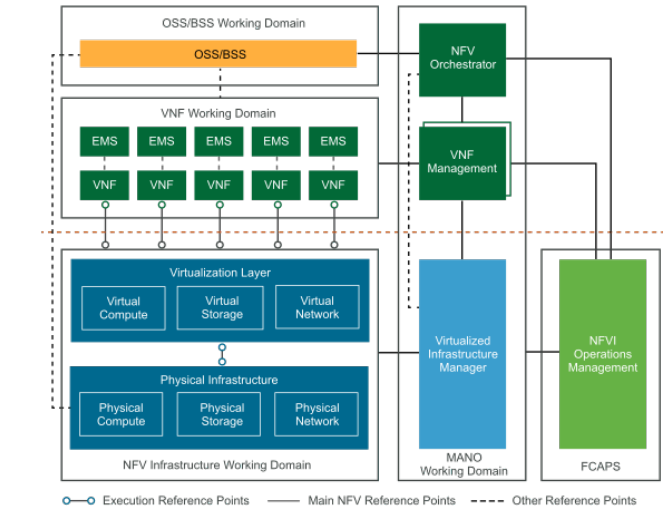 OSS/BSS Working Domain
OSS/BSS
NFV
Orchestrator
VNF Working Domain
EMS EMS EMS EMS EMS
VNF VNF VNF VNF VNF
VNF
Management
Virtualization Layer
Virtual
Compute
Virtual
Storage
Virtual
Network
Physical Infrastructure
Physical
Compute
Physical
Storage
Physical
Network
NFV Infrastructure Working Domain
Virtualized
Infrastructure
Manager
MANO
Working Domain
NFVI
Operations
Management
FCAPS
Execution Reference Points
Main NFV Reference Points
Other Reference Points